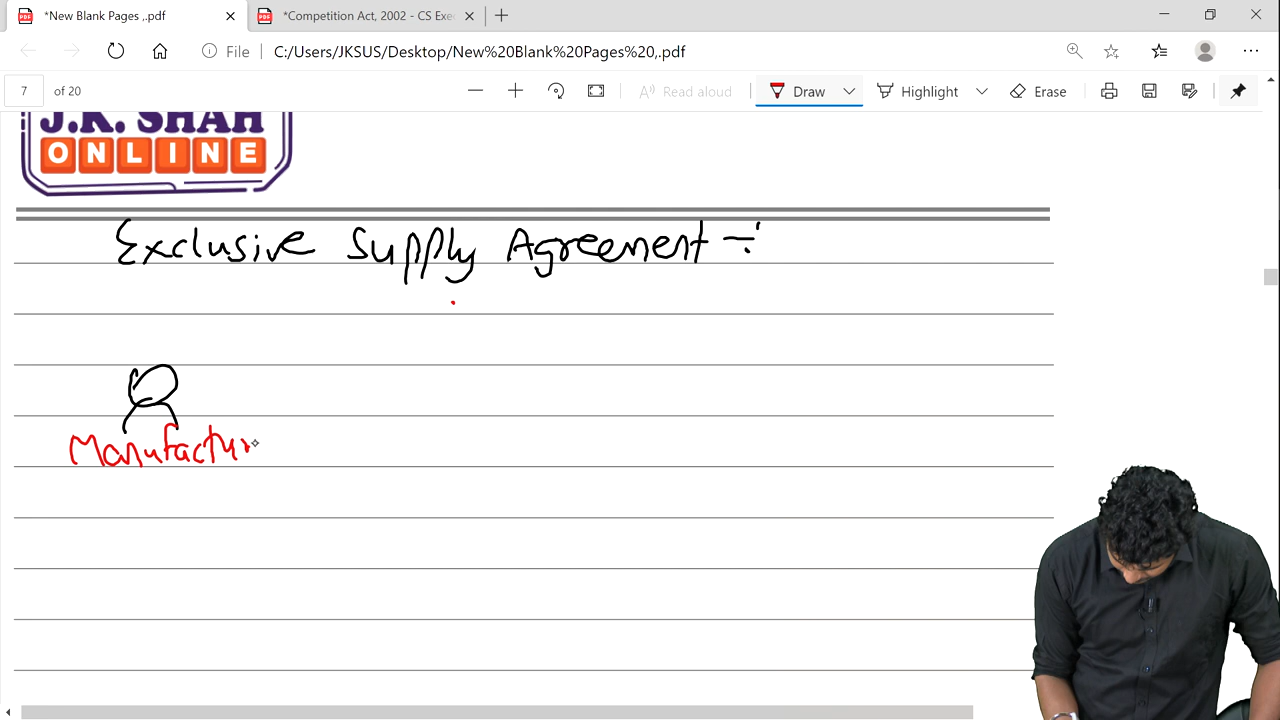 *New Blank Pages ,.pdf
*Competition Act, 2002 - CS Exec
File
C:/Users/JKSUS/Desktop/New%20Blank%20Pages%20,.pdf
7 of 20
Read aloud
Draw
Highlight
Erase
J.K. SHAH
ONLINE
Exclusive Supply Agreement
Manufactur